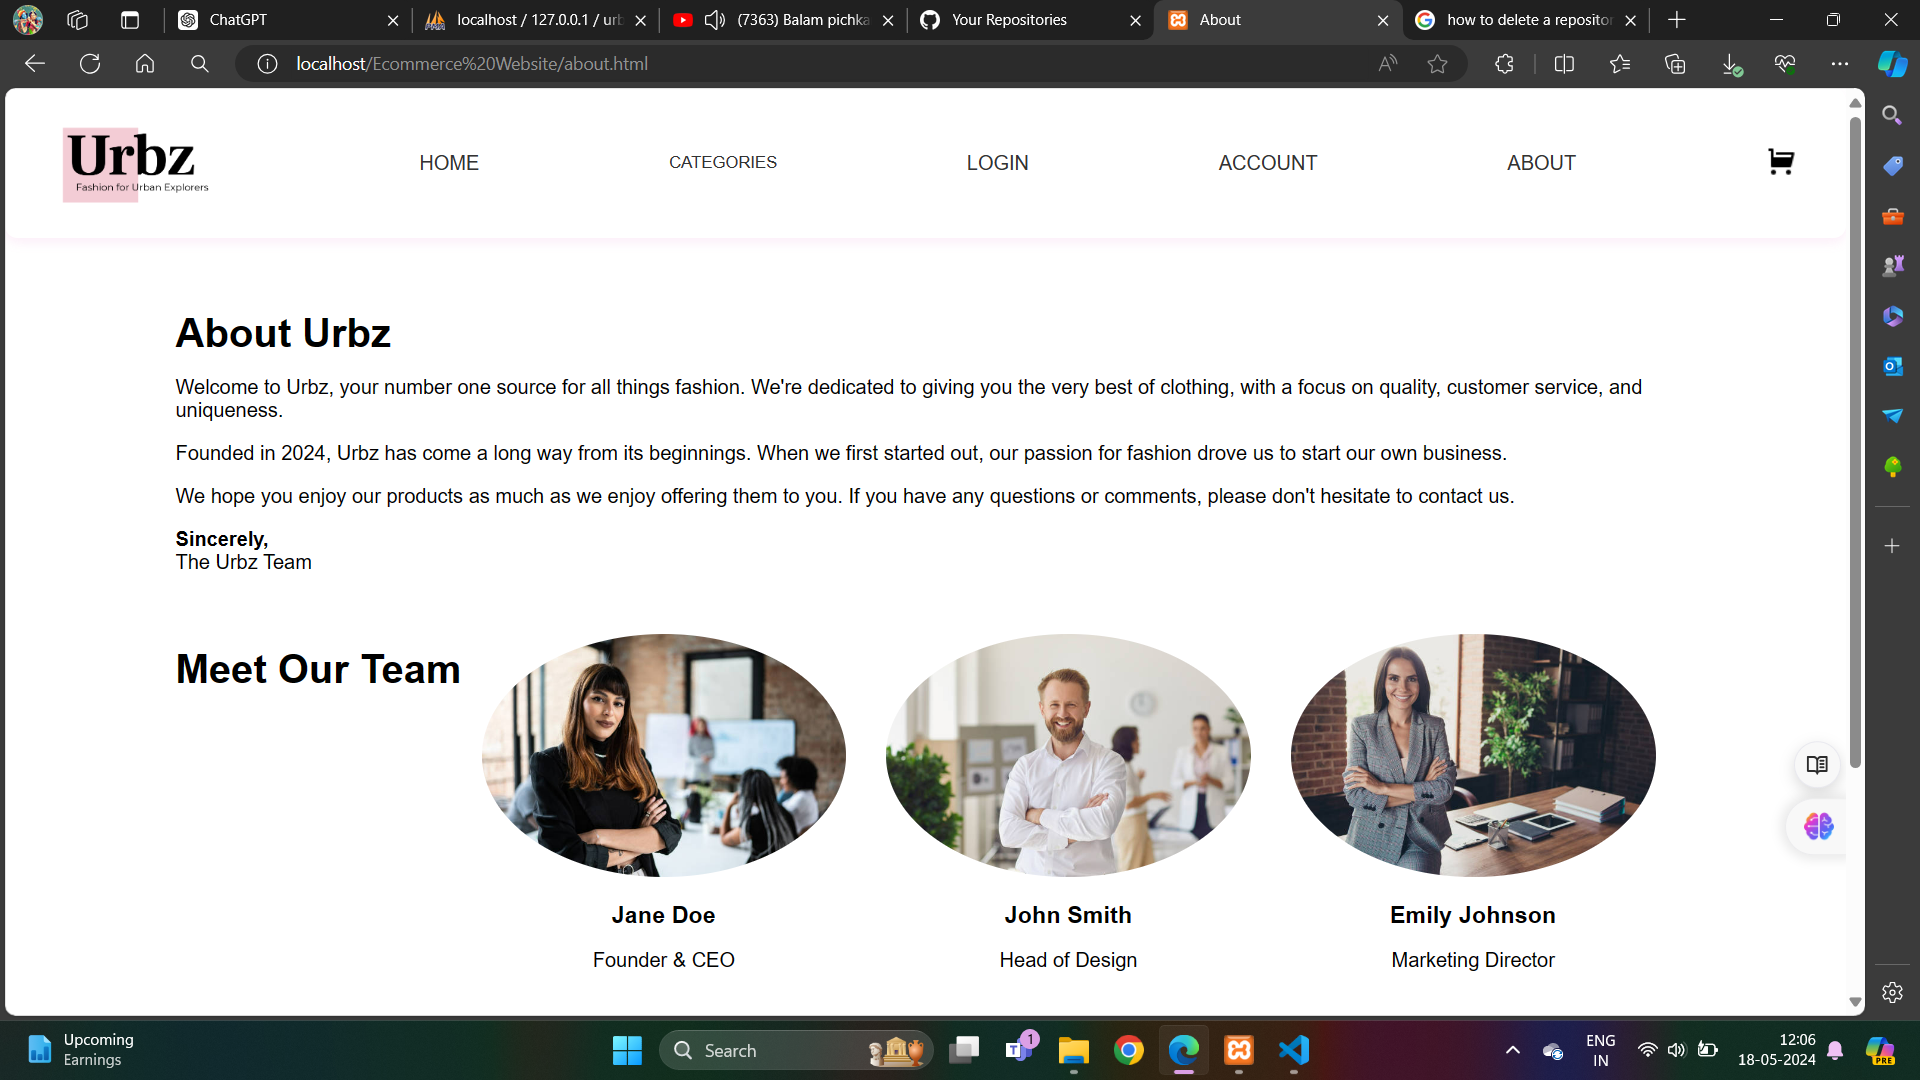 ChatGPT
localhost / 127.0.0.1 / urb
(7363) Balam pichka
Your Repositories
About
how to delete a repositor
localhost/Ecommerce%20Website/about.html
Urbz
Fashion for Urban Explorers
HOME
CATEGORIES
LOGIN
ACCOUNT
ABOUT
About Urbz
Welcome to Urbz, your number one source for all things fashion. We're dedicated to giving you the very best of clothing, with a focus on quality, customer service, and
uniqueness.
Founded in 2024, Urbz has come a long way from its beginnings. When we first started out, our passion for fashion drove us to start our own business.
We hope you enjoy our products as much as we enjoy offering them to you. If you have any questions or comments, please don't hesitate to contact us.
Sincerely,
The Urbz Team
Meet Our Team
Jane Doe
Founder & CEO
John Smith
Head of Design
Emily Johnson
Marketing Director
Upcoming
Earnings
Search
1
ENG
IN
12:06
18-05-2024
PRE